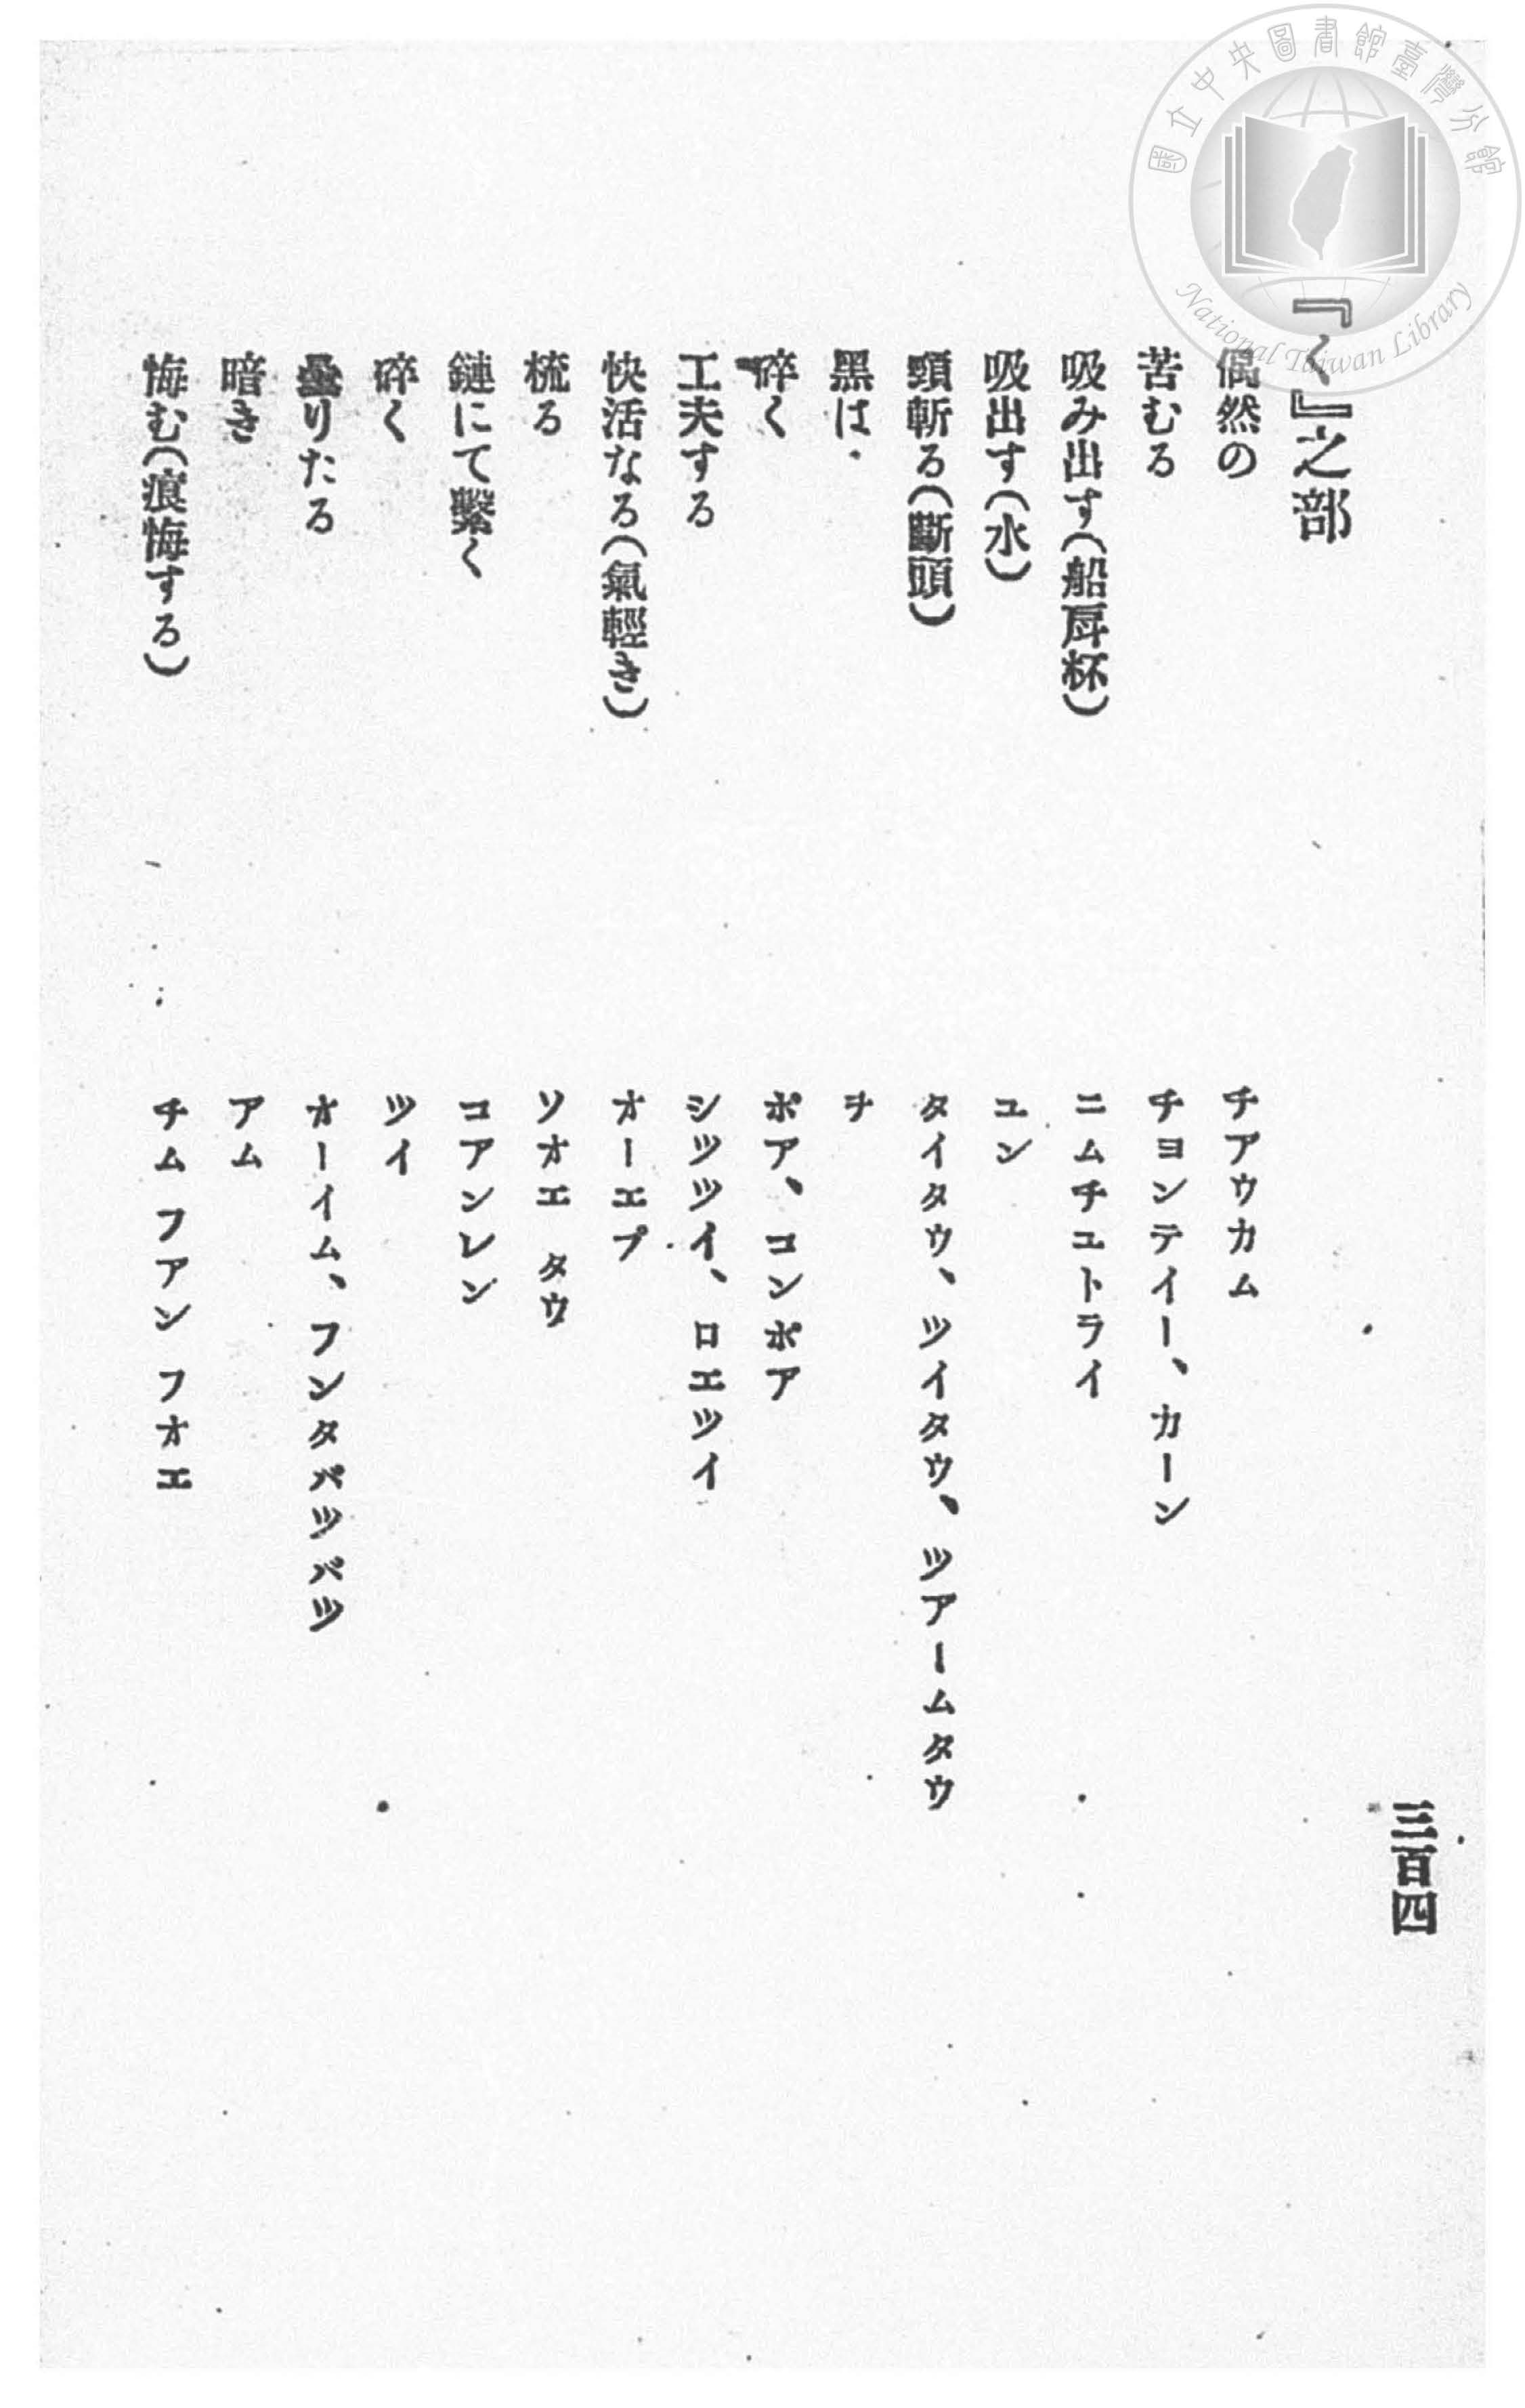 國立中央圖書館臺灣分館
National Taiwan Library
三百四
『く』之部
偶然の チアウカム
苦むる チヨンテイー、カーン
吸み出す(船戽杯) ニムチユトライ
吸出す(水) ユン
頸斬る(斷頭) タイタウ、ツイタウ、ツアームタウ
黑は チ
碎く ポア、コンポア
工夫する シツツイ、ロエツイ
快活なる(氣輕き) オーエプ
梳る ソオエ タウ
鏈にて繫く コアンレン
碎く ツイ
りたる オーイム、フンタパツパツ
暗き アム
悔む(痕悔する) チム フアン フオエ